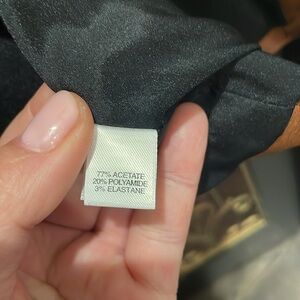 77% ACETATE
20% POLYAMIDE
3% ELASTANE